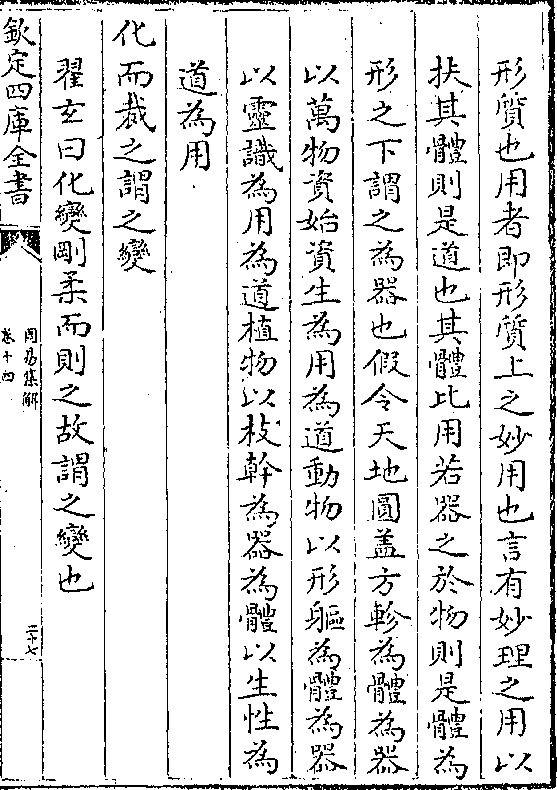 形質也用者即形質上之妙用也言有妙理之用以
扶其體則是道也其體比用若器之於物則是體為
形之下謂之為器也假令天地圓盖方軫為體為器
以萬物資始資生為用為道動物以形軀為體為器
以靈識為用為道植物以枝幹為器為體以生性為
道為用
化而裁之謂之變
翟玄曰化變剛柔而則之故謂之變也
欽定四庫全書
周易集解
卷十四
三十七